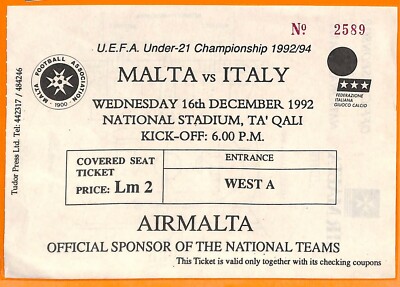 Nº 2589
U.E.F.A. Under-21 Championship 1992/94
MALTA FOOTBALL ASSOCIATION
1900
MALTA vs ITALY
WEDNESDAY 16th DECEMBER 1992
NATIONAL STADIUM, TA' QALI
KICK-OFF: 6.00 P.M.
FEDERAZIONE
ITALIANA
GIUOCO CALCIO
COVERED SEAT
TICKET
PRICE: Lm 2
ENTRANCE
WEST A
AIRMALTA
OFFICIAL SPONSOR OF THE NATIONAL TEAMS
This Ticket is valid only together with its checking coupons
Tudor Press Ltd. Tel: 442317 / 484246